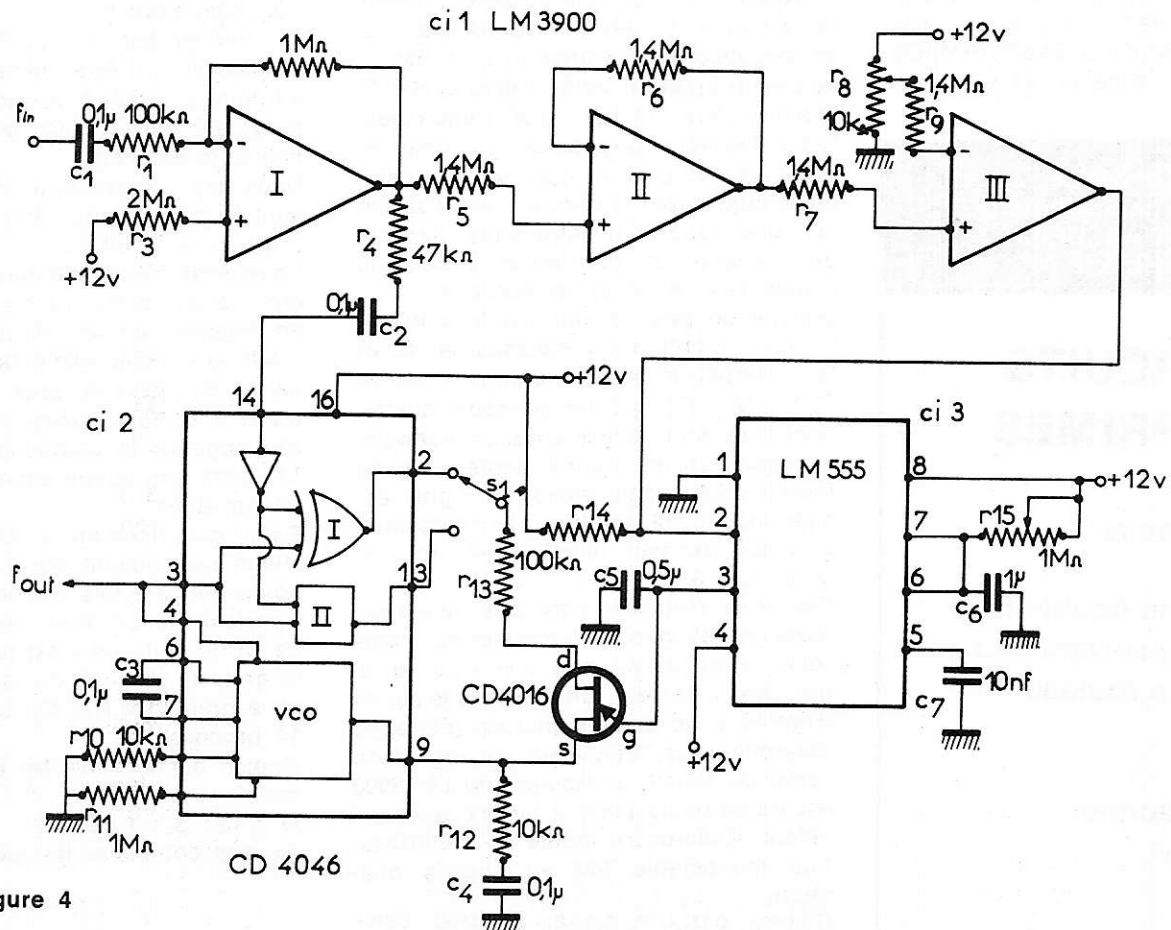 ci 1 LM3900
1MΩ
1,4MΩ
r6
+12v
r8
10k
1,4MΩ
r9
fin
0,1µ
c1
100kΩ
r1
-
+
I
2MΩ
r3
+12v
1,4MΩ
r5
r4
47kΩ
0,1µ
c2
-
+
II
1,4MΩ
r7
-
+
III
ci 2
14
16
+12v
2
s1
I
13
II
3
fout
4
6
c3
0,1µ
7
vco
9
r10
10kΩ
r11
1MΩ
CD 4046
r13
100kΩ
r14
d
CD4016
s
g
r12
10kΩ
c4
0,1µ
ci 3
LM 555
1
2
3
4
c5
0,5µ
+12v
8
7
6
5
+12v
r15
1MΩ
c6
1µ
c7
10nf
gure 4